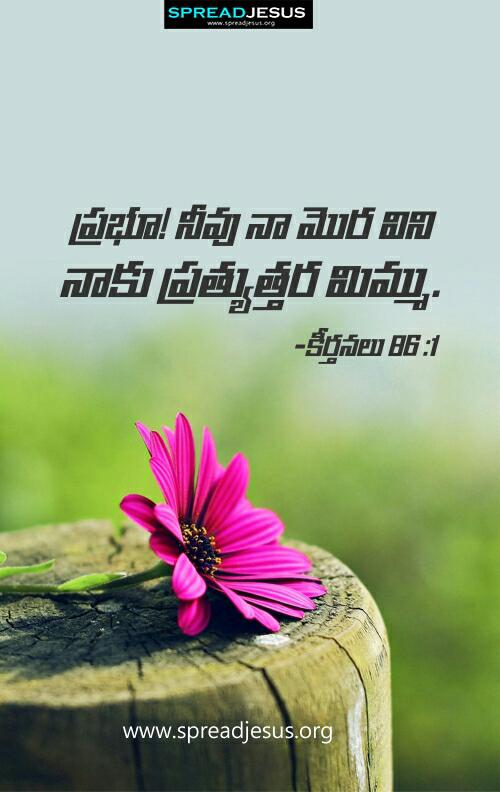 SPREADJESUS
www.spreadjesus.org
ప్రభూ! నీవు నా మొర విని
నాకు ప్రత్యుత్తర మిమ్ము.
-కీర్తనలు 86 :1
www.spreadjesus.org